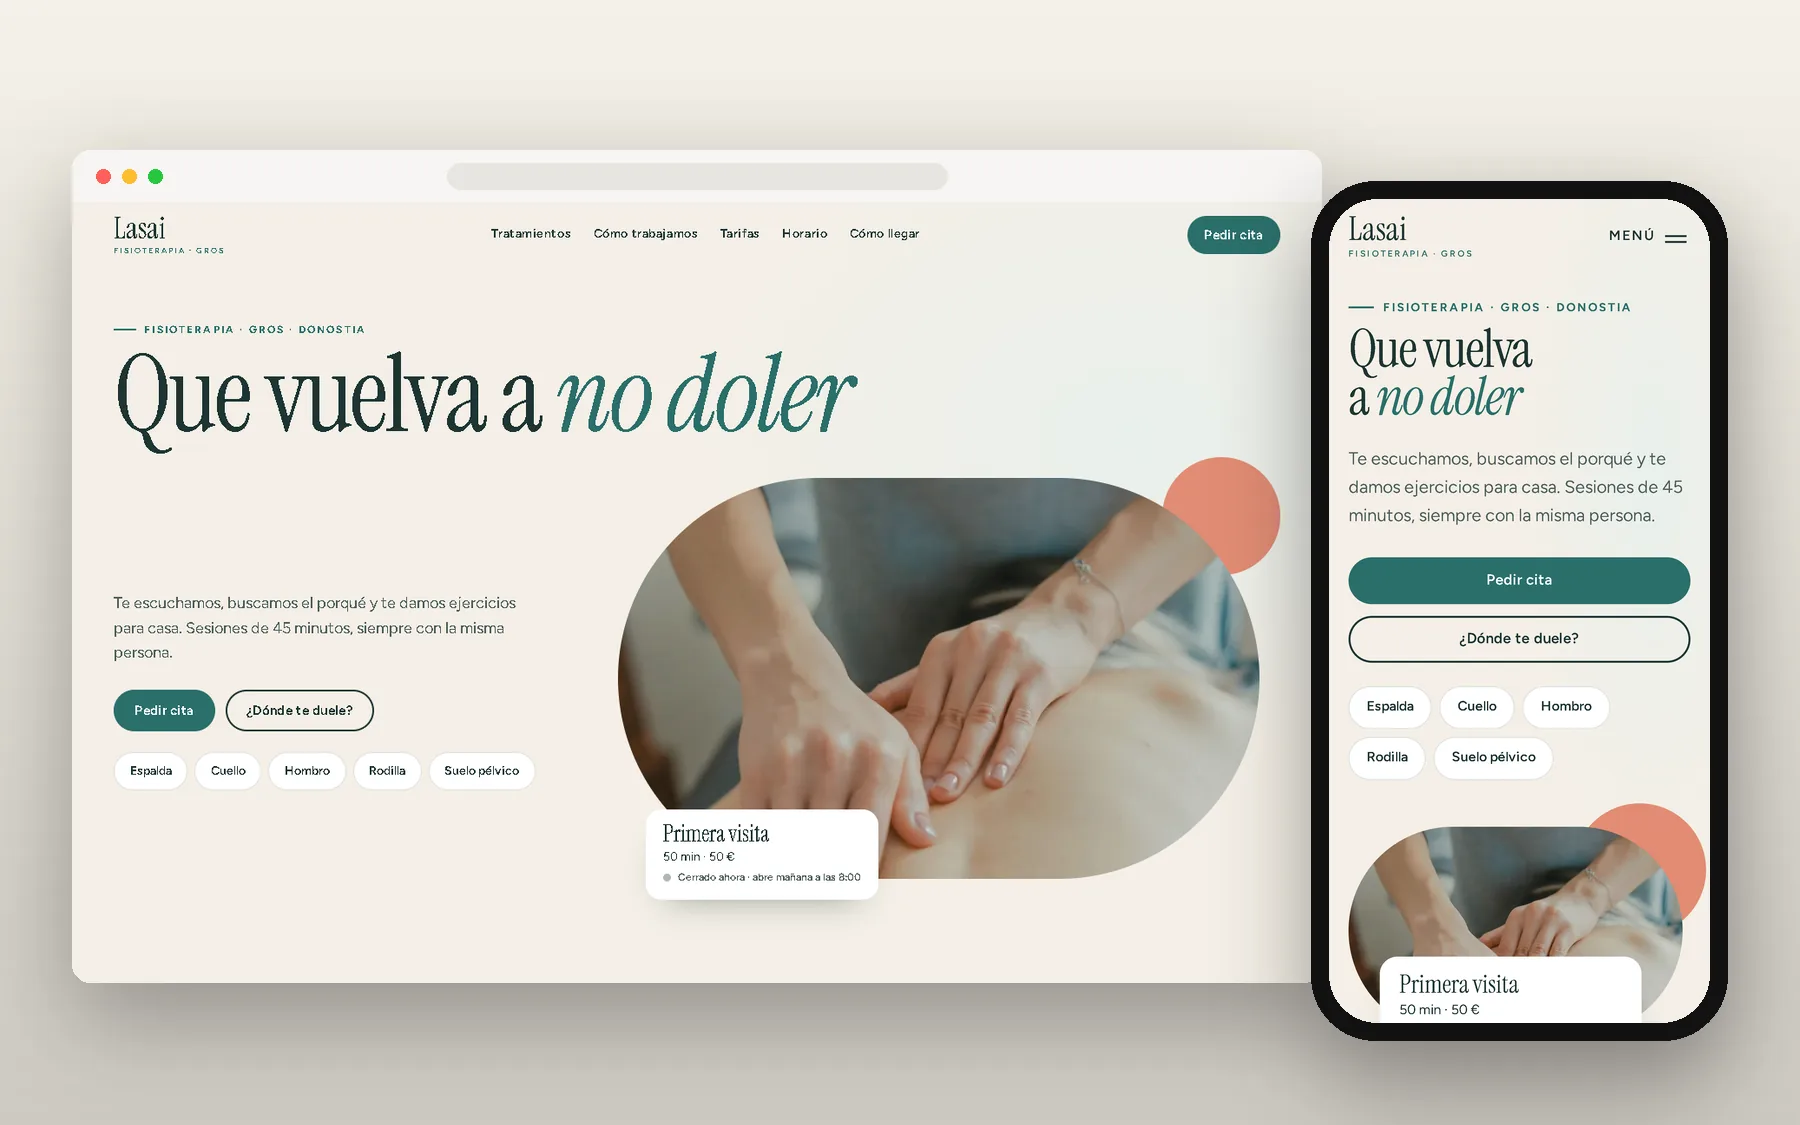 Lasai
FISIOTERAPIA · GROS
Tratamientos
Cómo trabajamos
Tarifas
Horario
Cómo llegar
Pedir cita
FISIOTERAPIA · GROS · DONOSTIA
Que vuelva a no doler
Te escuchamos, buscamos el porqué y te damos ejercicios
para casa. Sesiones de 45 minutos, siempre con la misma
persona.
Pedir cita
¿Dónde te duele?
Espalda
Cuello
Hombro
Rodilla
Suelo pélvico
Primera visita
50 min · 50 €
Cerrado ahora · abre mañana a las 8:00
Lasai
FISIOTERAPIA · GROS
MENÚ
FISIOTERAPIA · GROS · DONOSTIA
Que vuelva
a no doler
Te escuchamos, buscamos el porqué y te
damos ejercicios para casa. Sesiones de 45
minutos, siempre con la misma persona.
Pedir cita
¿Dónde te duele?
Espalda
Cuello
Hombro
Rodilla
Suelo pélvico
Primera visita
50 min · 50 €